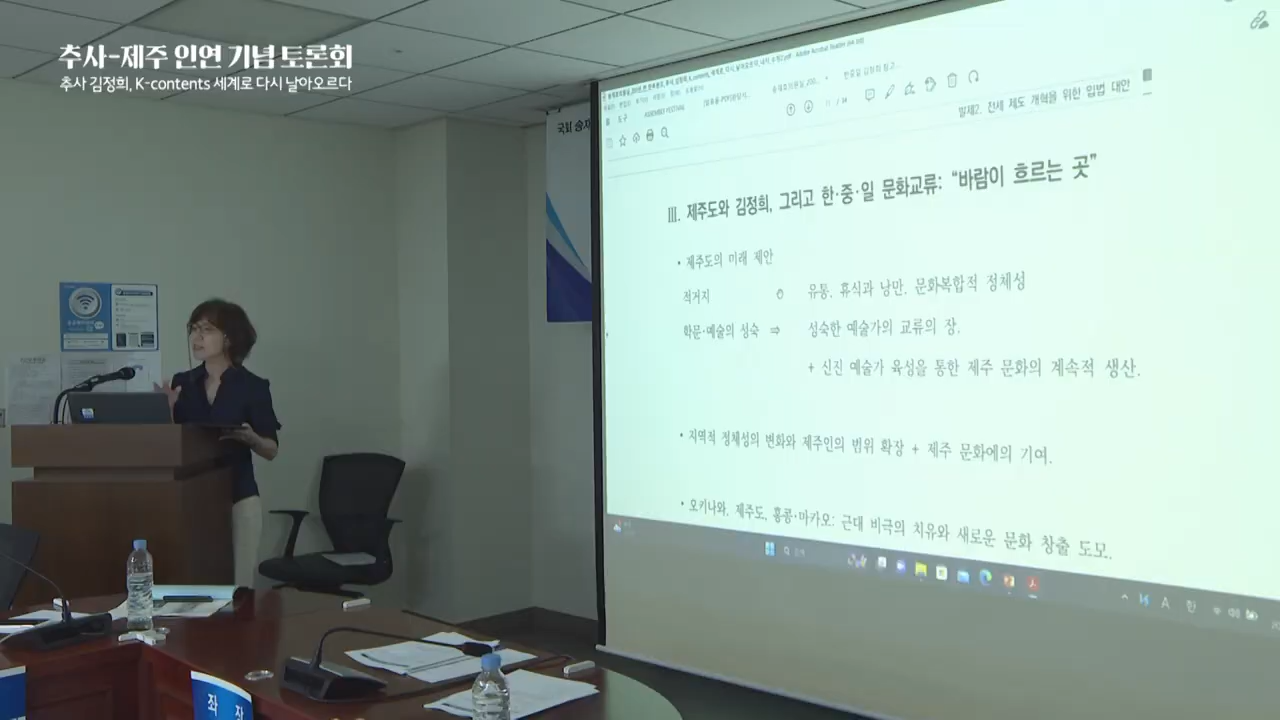 추사-제주 인연 기념 토론회
추사 김정희, K-contents 세계로 다시 날아오르다
국회
발제2. 전세 제도 개혁을 위한 입법 대안
Ⅲ. 제주도와 김정희, 그리고 한·중·일 문화교류: “바람이 흐르는 곳”
• 제주도의 미래 제안
적거지 유통, 휴식과 낭만, 문화복합적 정체성
학문·예술의 성숙 ⇒ 성숙한 예술가의 교류의 장.
+ 신진 예술가 육성을 통한 제주 문화의 계속적 생산.
• 지역적 정체성의 변화와 제주인의 범위 확장 + 제주 문화에의 기여.
• 오키나와, 제주도, 홍콩·마카오: 근대 비극의 치유와 새로운 문화 창출 도모.
좌 장